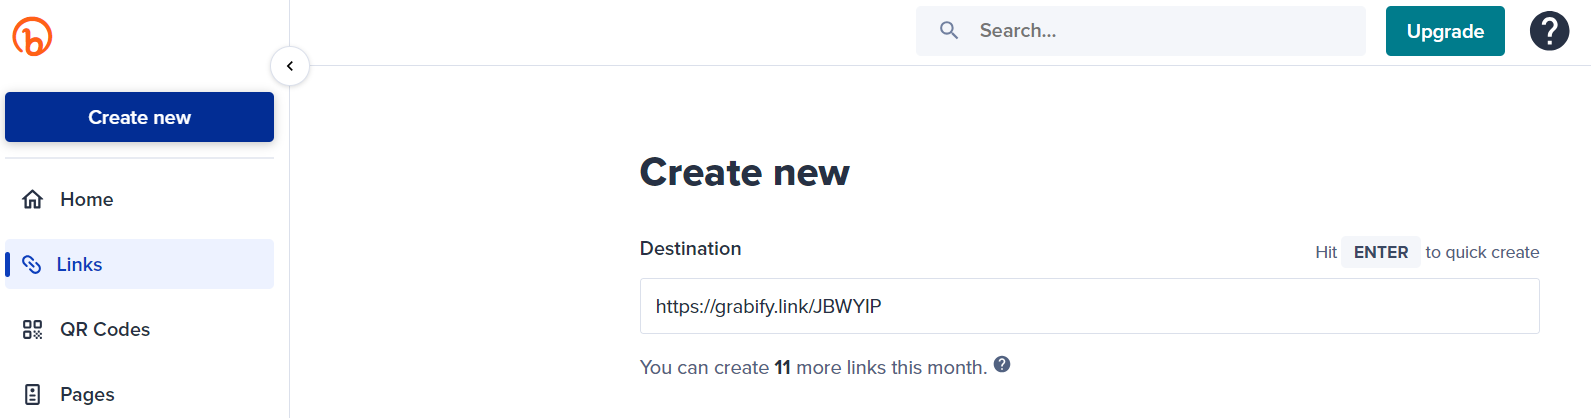 Search...
Upgrade
Create new
Home
Links
QR Codes
Pages
Create new
Destination
Hit ENTER to quick create
https://grabify.link/JBWYIP
You can create 11 more links this month.